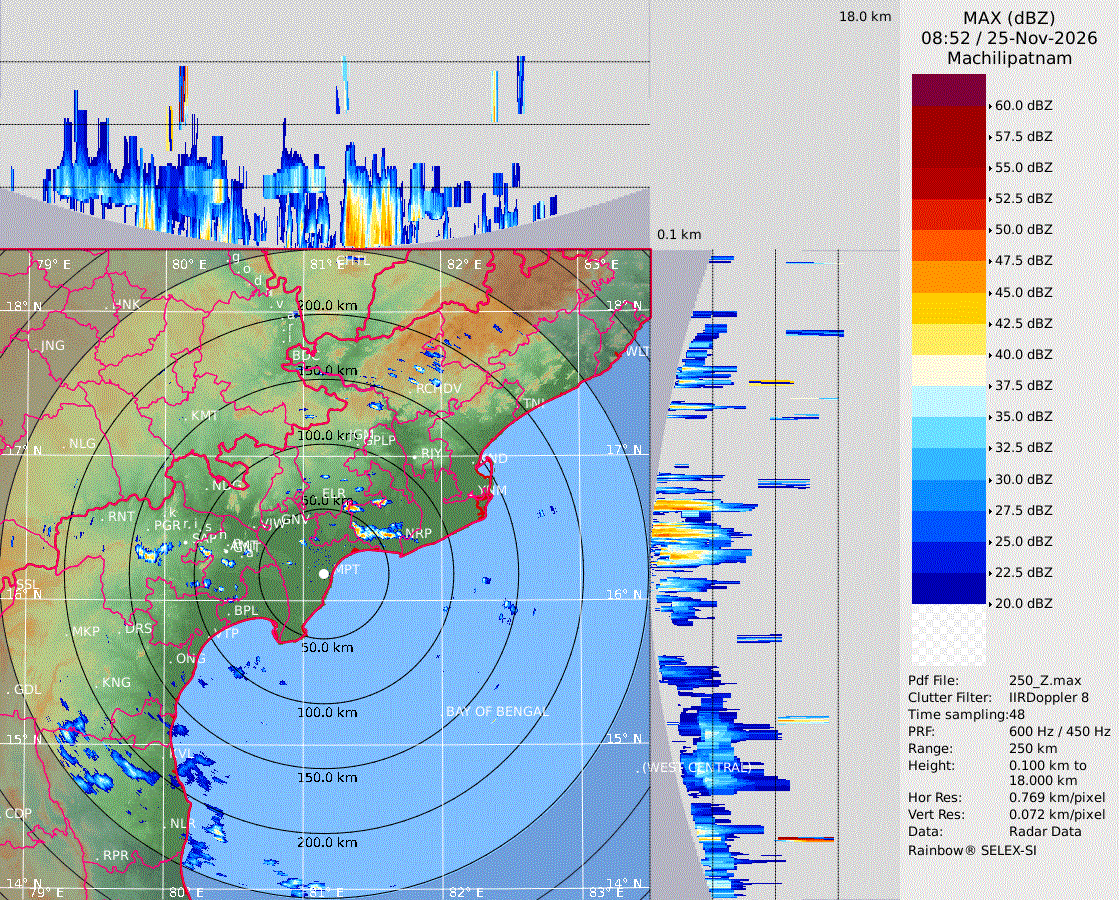 18.0 km
0.1 km
MAX (dBZ)
08:52 / 25-Nov-2026
Machilipatnam
60.0 dBZ
57.5 dBZ
55.0 dBZ
52.5 dBZ
50.0 dBZ
47.5 dBZ
45.0 dBZ
42.5 dBZ
40.0 dBZ
37.5 dBZ
35.0 dBZ
32.5 dBZ
30.0 dBZ
27.5 dBZ
25.0 dBZ
22.5 dBZ
20.0 dBZ
Pdf File: 250_Z.max
Clutter Filter: IIRDoppler 8
Time sampling:48
PRF: 600 Hz / 450 Hz
Range: 250 km
Height: 0.100 km to
18.000 km
Hor Res: 0.769 km/pixel
Vert Res: 0.072 km/pixel
Data: Radar Data
Rainbow® SELEX-SI
79° E 80° E 81° E 82° E 83° E
18° N HNK 200.0 km 18° N
JNG BDC WLT
150.0 km
RCHDV
KMT TNI
100.0 km
NLG GPLP
17° N RJY 17° N
ELR YNM
50.0 km
RNT PGR VJW GNV
NRP
MPT
SSL
16° N BPL 16° N
MKP DRS
ONG 50.0 km
GDL KNG
100.0 km BAY OF BENGAL
15° N KVL 15° N
150.0 km (WEST CENTRAL)
CDP NLR
200.0 km
RPR
14° N 14° N
79° E 80 81° E 82° E 83° E